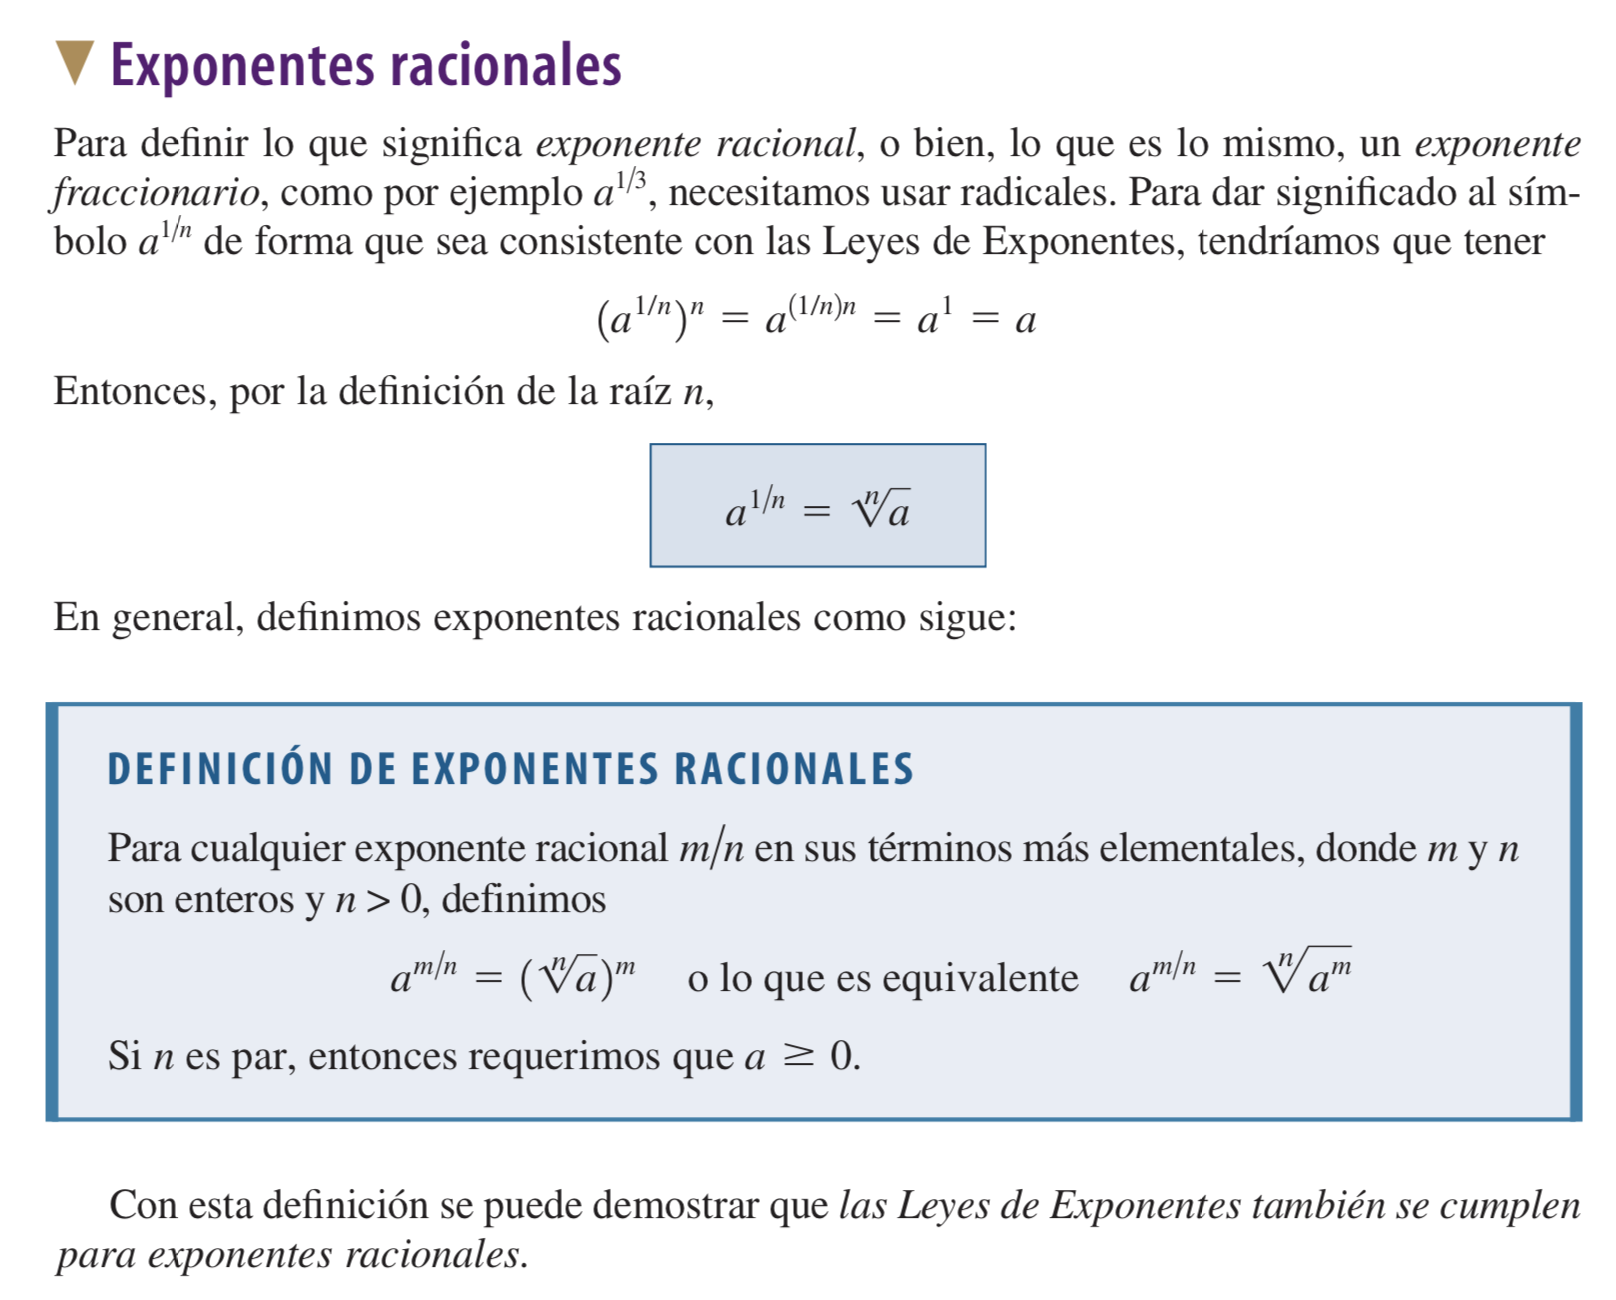 ▼ Exponentes racionales
Para definir lo que significa exponente racional, o bien, lo que es lo mismo, un exponente
fraccionario, como por ejemplo a^{1/3}, necesitamos usar radicales. Para dar significado al sím-
bolo a^{1/n} de forma que sea consistente con las Leyes de Exponentes, tendríamos que tener
(a^{1/n})^n = a^{(1/n)n} = a^1 = a
Entonces, por la definición de la raíz n,
a^{1/n} = \sqrt[n]{a}
En general, definimos exponentes racionales como sigue:
DEFINICIÓN DE EXPONENTES RACIONALES
Para cualquier exponente racional m/n en sus términos más elementales, donde m y n
son enteros y n > 0, definimos
a^{m/n} = (\sqrt[n]{a})^m o lo que es equivalente a^{m/n} = \sqrt[n]{a^m}
Si n es par, entonces requerimos que a ≥ 0.
Con esta definición se puede demostrar que las Leyes de Exponentes también se cumplen
para exponentes racionales.